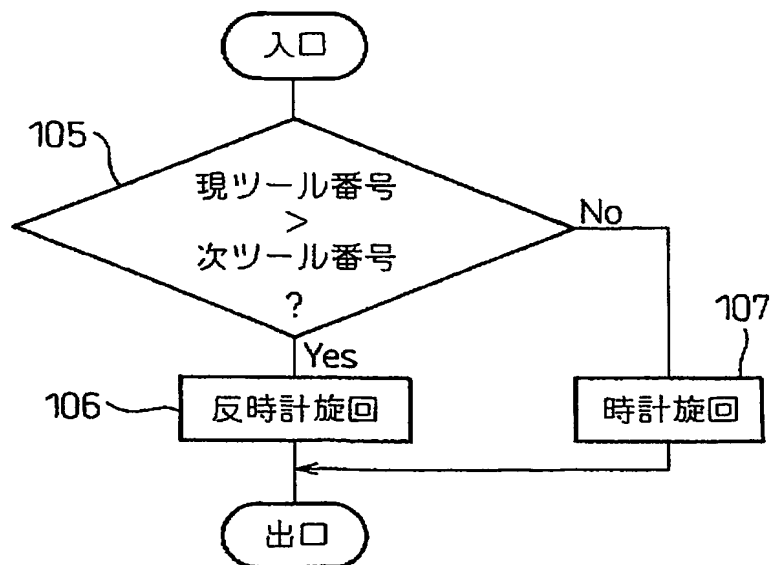 入口
105
現ツール番号
>
次ツール番号
?
No
Yes
107
106
反時計旋回
時計旋回
出口